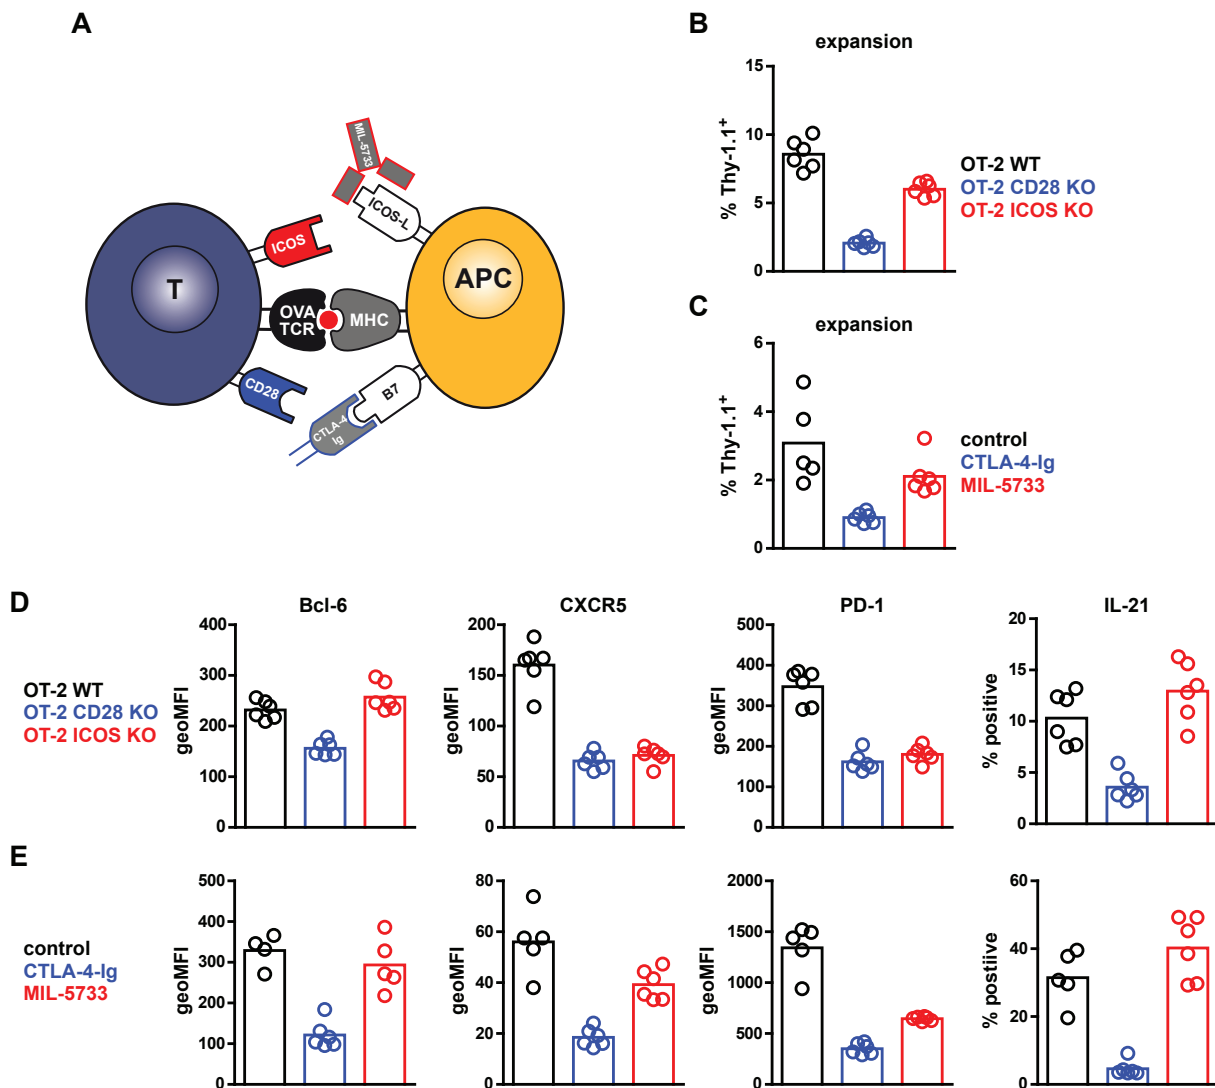 A
MIL-5733
ICOS-L
ICOS
T
APC
OVA
TCR
MHC
CD28
B7
CTLA-4
Ig
B
expansion
% Thy-1.1+
15
10
5
0
OT-2 WT
OT-2 CD28 KO
OT-2 ICOS KO
C
expansion
% Thy-1.1+
6
4
2
0
control
CTLA-4-Ig
MIL-5733
D
OT-2 WT
OT-2 CD28 KO
OT-2 ICOS KO
Bcl-6
geoMFI
400
300
200
100
0
CXCR5
geoMFI
200
150
100
50
0
PD-1
geoMFI
500
400
300
200
100
0
IL-21
% positive
20
15
10
5
0
E
control
CTLA-4-Ig
MIL-5733
geoMFI
500
400
300
200
100
0
geoMFI
80
60
40
20
0
geoMFI
2000
1500
1000
500
0
% postiive
60
40
20
0